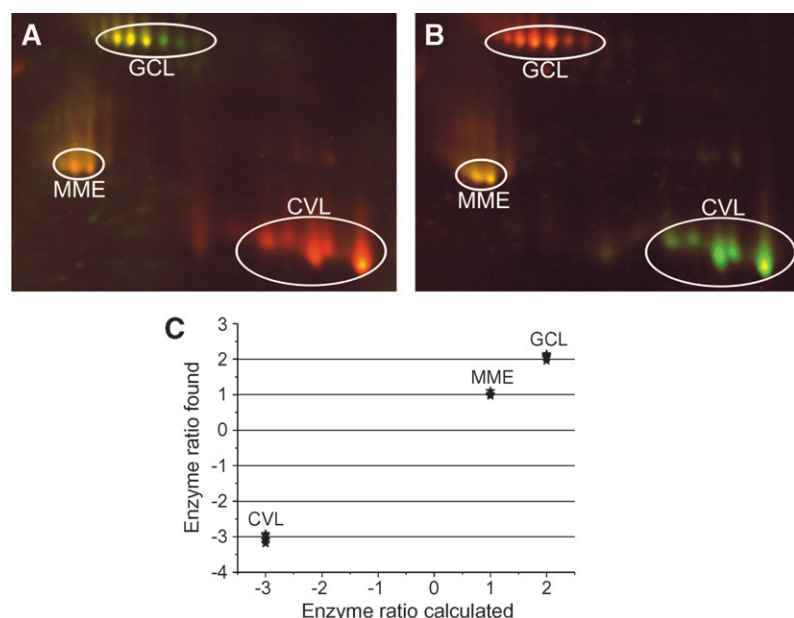 A
GCL
MME
CVL
B
GCL
MME
CVL
C
Enzyme ratio found
3
2
1
0
-1
-2
-3
-4
GCL
MME
CVL
-3
-2
-1
0
1
2
Enzyme ratio calculated